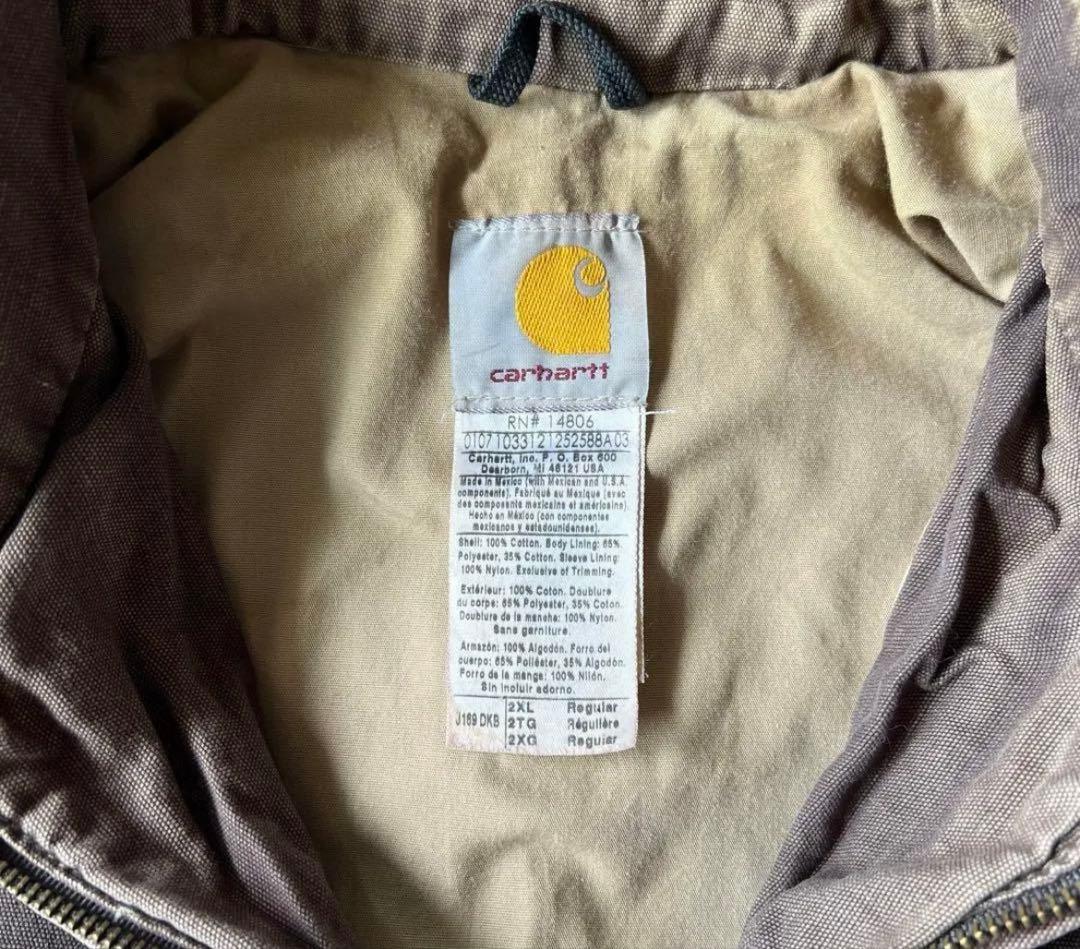 carhartt
RN# 14806
0107103312 1252588A 03
Carhartt, Inc. P. O. Box 600
Dearborn, MI 48121 USA
Made in Mexico (with Mexican and U.S.A.
components). Fabriqué au Mexique (avec
des composants mexicains et américains).
Hecho en México (con componentes
mexicanos y estadounidenses).
Shell: 100% Cotton. Body Lining: 65%
Polyester, 35% Cotton. Sleeve Lining:
100% Nylon. Exclusive of Trimming.
Extérieur: 100% Coton. Doublure
du corps: 65% Polyester, 35% Coton.
Doublure de la manche: 100% Nylon.
Sans garniture.
Armazón: 100% Algodón. Forro del
cuerpo: 65% Poliéster, 35% Algodón.
Forro de la manga: 100% Nilón.
Sin incluir adorno.
J189 DKB
2XL Regular
2TG Régulière
2XG Regular